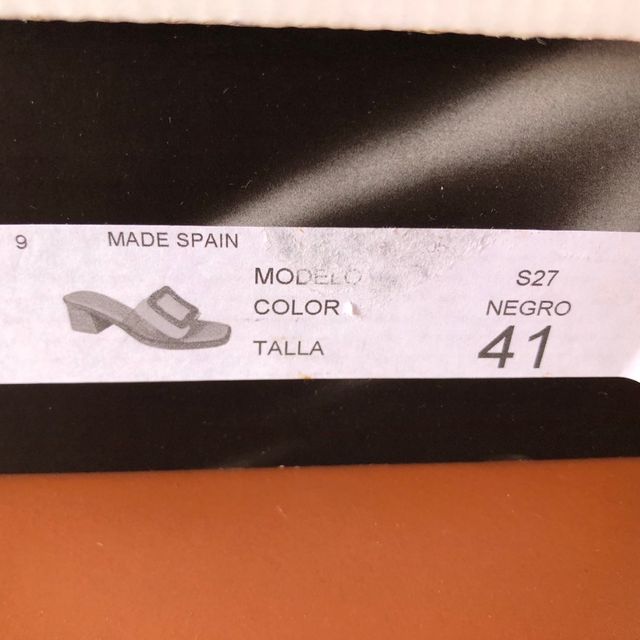 9 MADE SPAIN
MODELO S27
COLOR NEGRO
TALLA 41